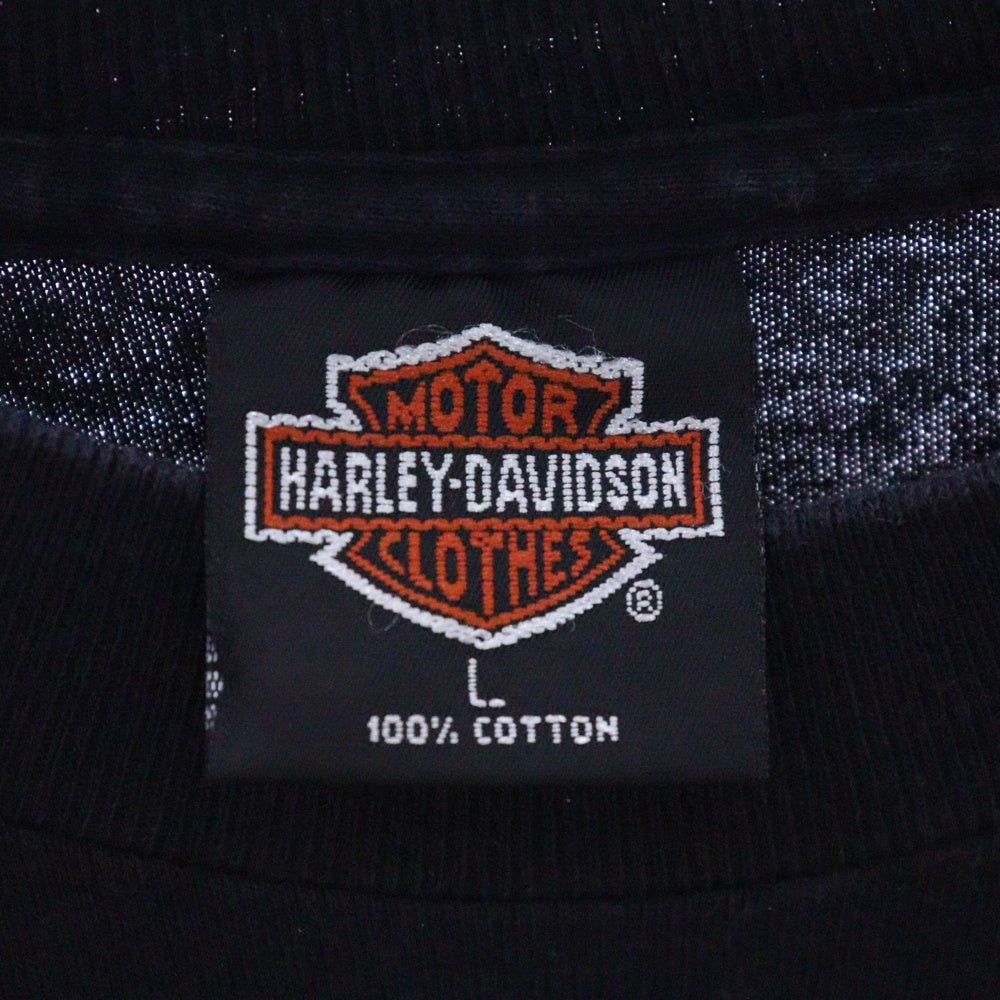 MOTOR
HARLEY-DAVIDSON
CLOTHES
®
L
100% COTTON